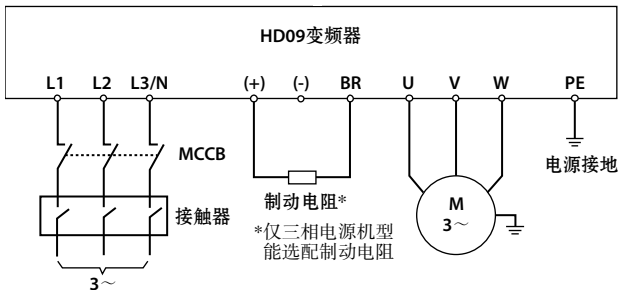 HD09变频器
L1 L2 L3/N (+) (-) BR U V W PE
MCCB
电源接地
制动电阻*
接触器
M
3～
*仅三相电源机型
能选配制动电阻
3～